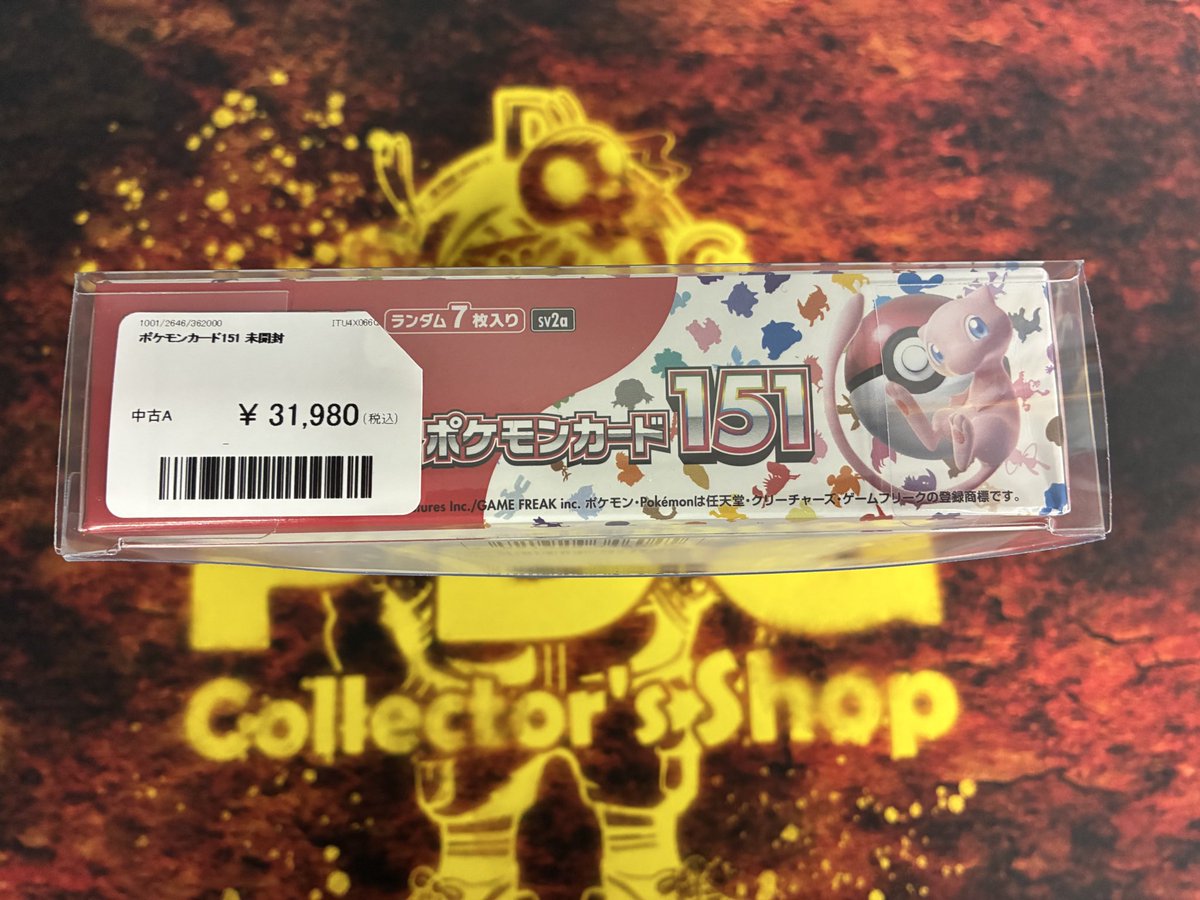 1001/2646/362000
ITU4X066
ポケモンカード151 未開封
中古A
¥ 31,980(税込)
ランダム7枚入り
sv2a
ポケモンカード151
ures Inc./GAME FREAK inc. ポケモン・Pokémonは任天堂・クリーチャーズ・ゲームフリークの登録商標です。
Collector's Shop